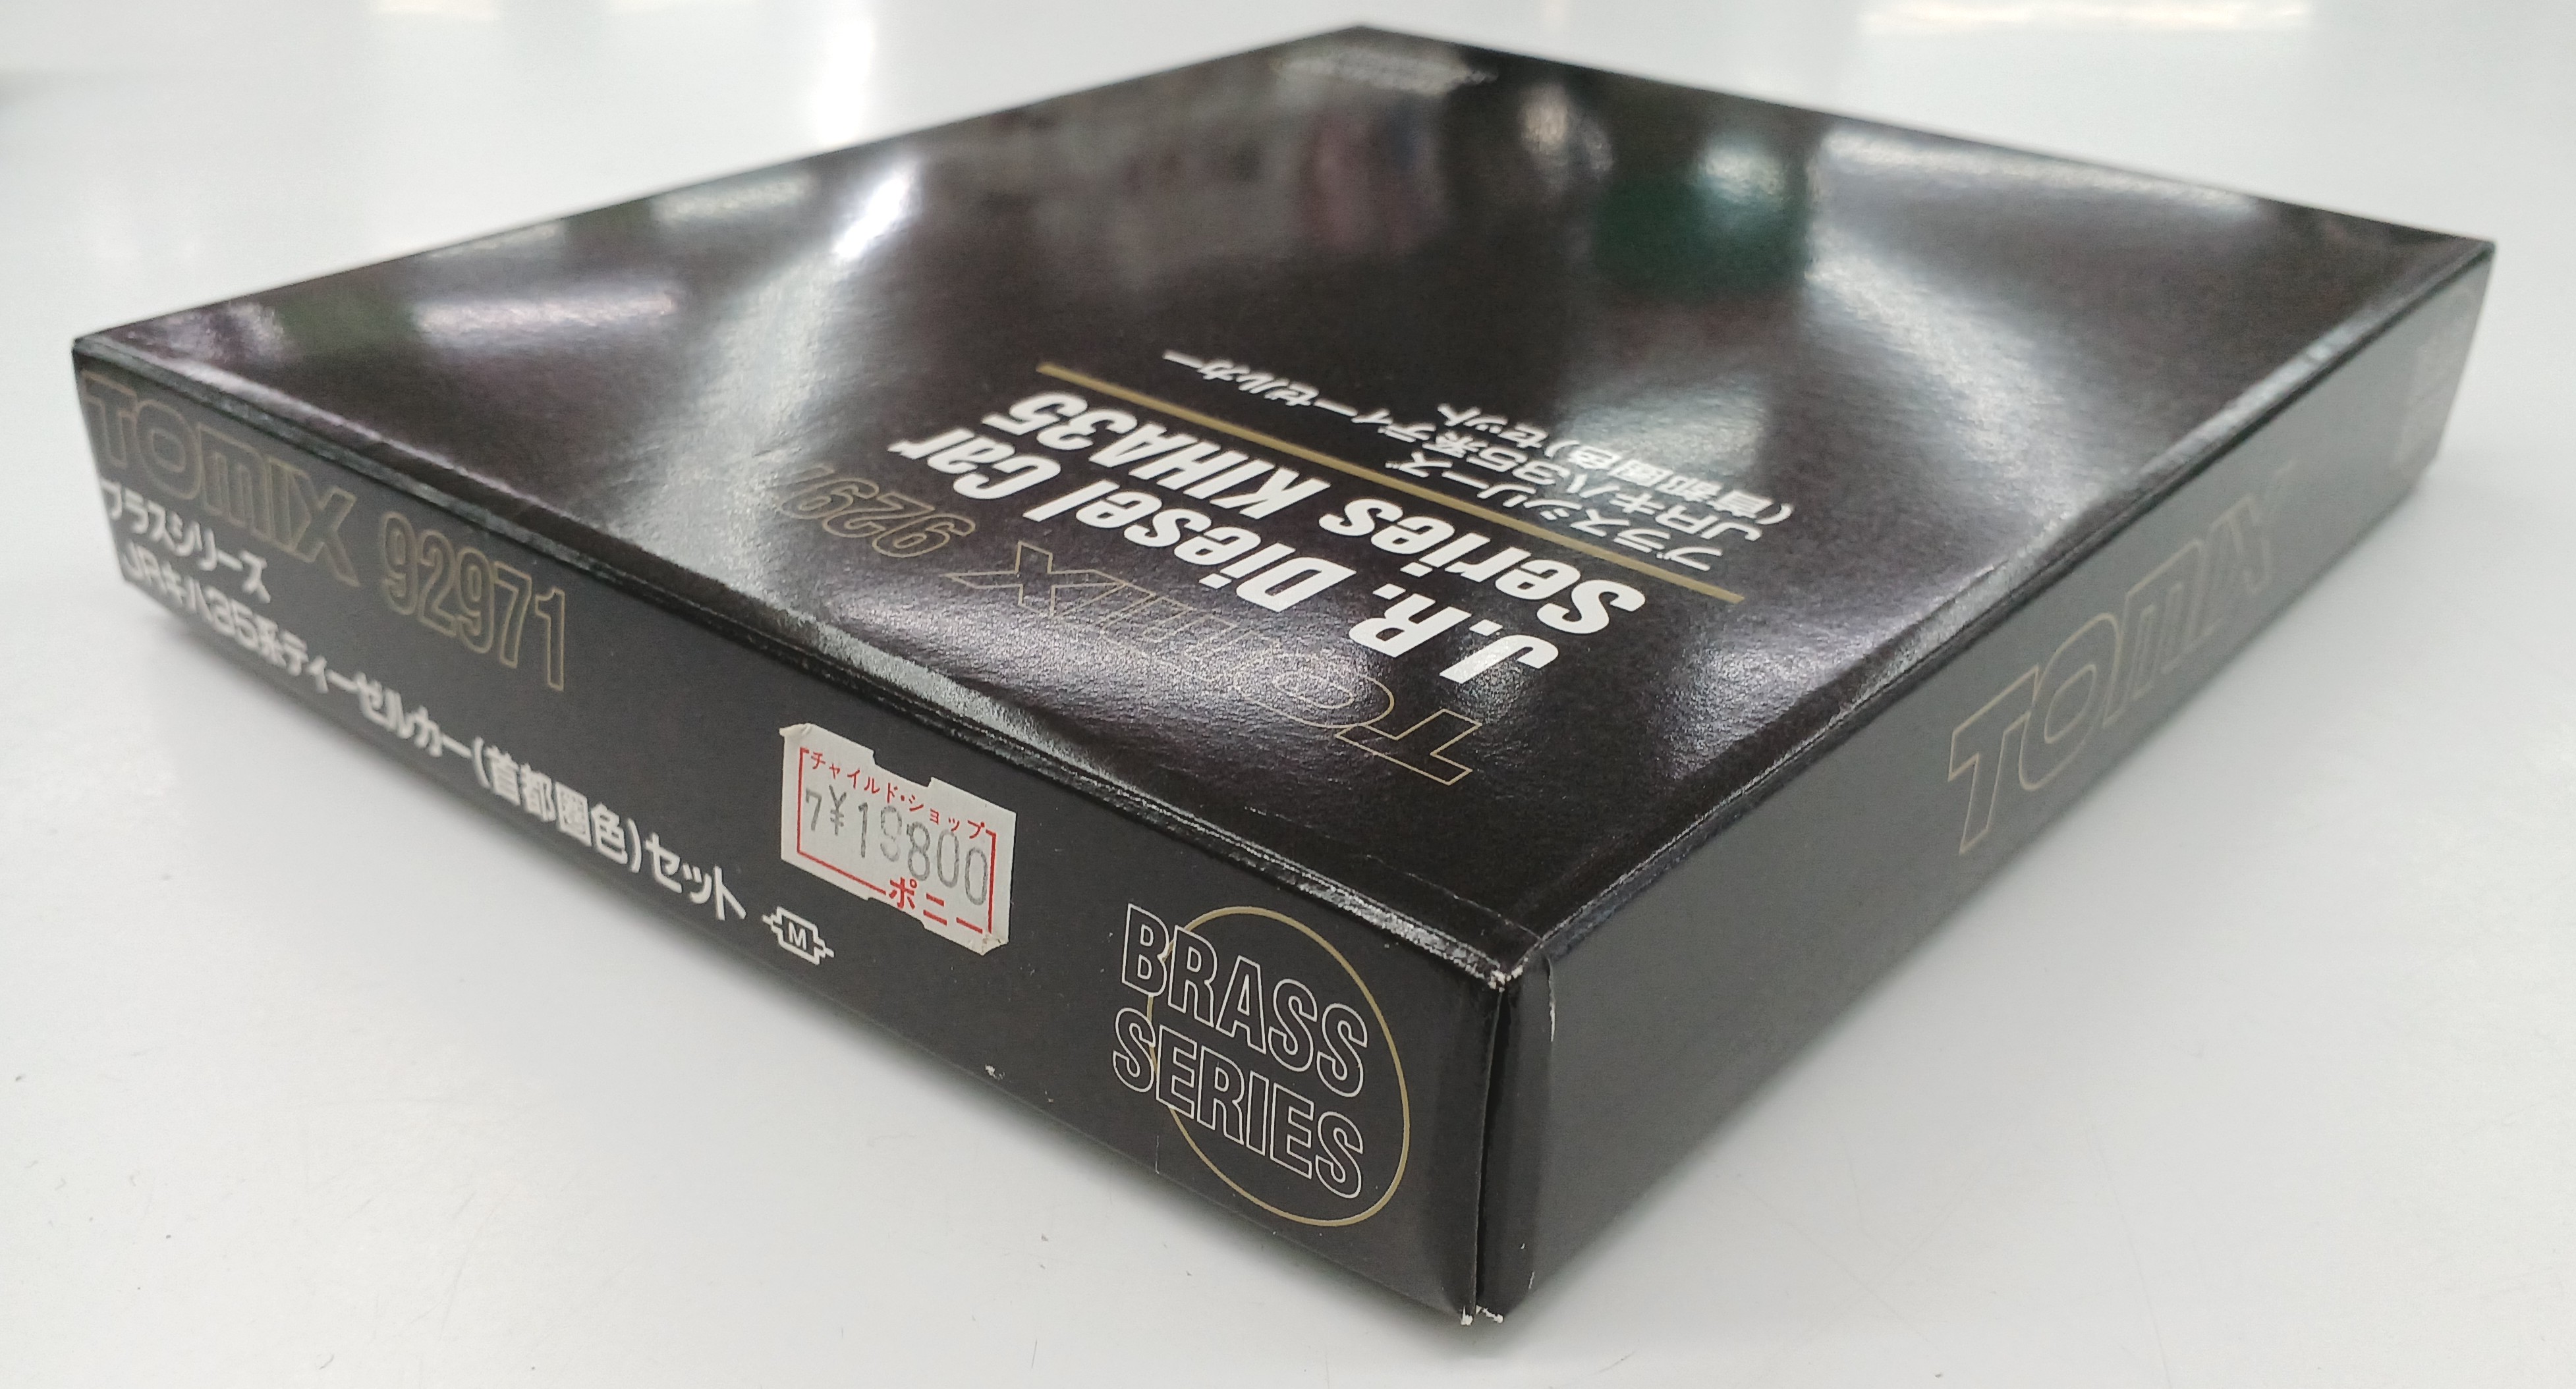 TOMIX 9297
J.R. Diesel Car
Series KIHA35
ブラスシリーズ
JRキハ35系ディーゼルカー
(首都圏色)セット
TOMIX 92971
ブラスシリーズ
JRキハ35系ディーゼルカー(首都圏色)セット M
チャイルド・ショップ
7¥19800
ポニー
BRASS
SERIES
TOMIX